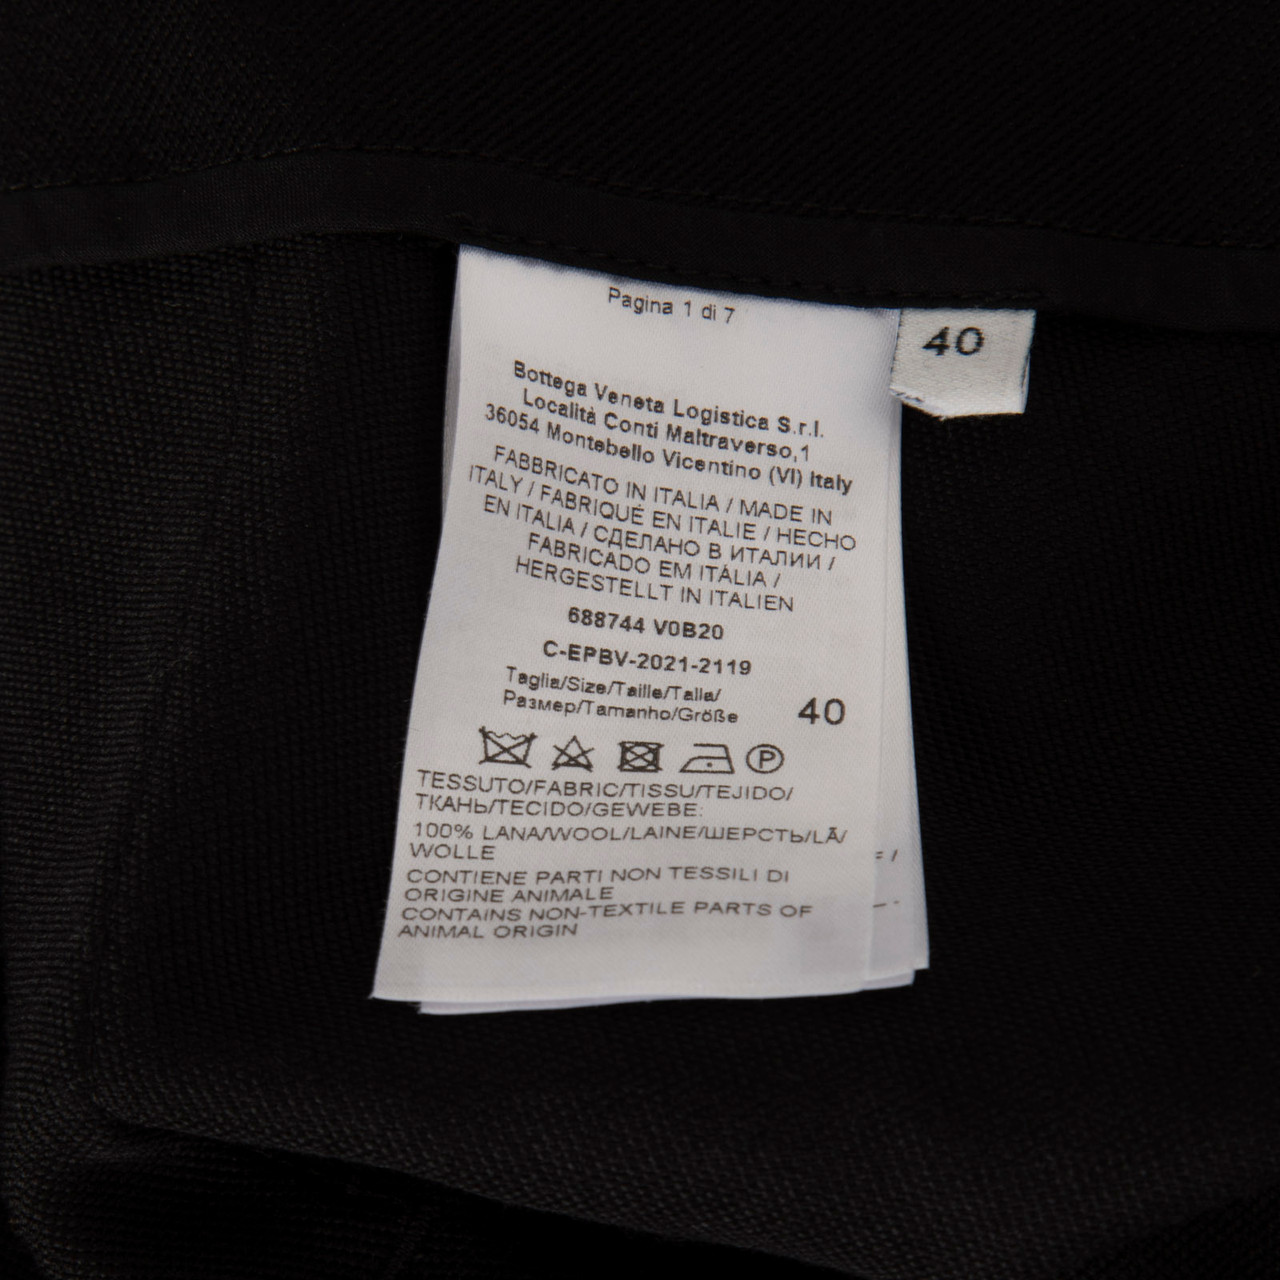 Pagina 1 di 7
40
Bottega Veneta Logistica S.r.l.
Località Conti Maltraverso,1
36054 Montebello Vicentino (VI) Italy
FABBRICATO IN ITALIA / MADE IN
ITALY / FABRIQUÉ EN ITALIE / HECHO
EN ITALIA / СДЕЛАНО В ИТАЛИИ /
FABRICADO EM ITÁLIA /
HERGESTELLT IN ITALIEN
688744 V0B20
C-EPBV-2021-2119
Taglia/Size/Taille/Talla/
Размер/Tamanho/Größe 40
P
TESSUTO/FABRIC/TISSU/TEJIDO/
ТКАНЬ/TECIDO/GEWEBE:
100% LANA/WOOL/LAINE/ШЕРСТЬ/LÃ/
WOLLE
CONTIENE PARTI NON TESSILI DI
ORIGINE ANIMALE
CONTAINS NON-TEXTILE PARTS OF
ANIMAL ORIGIN